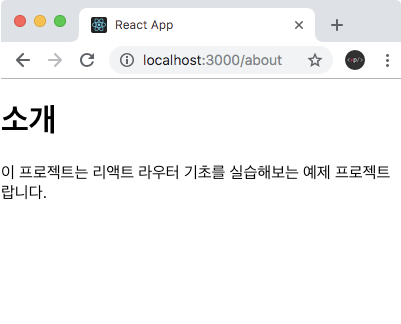 React App
localhost:3000/about
소개
이 프로젝트는 리액트 라우터 기초를 실습해보는 예제 프로젝트
랍니다.